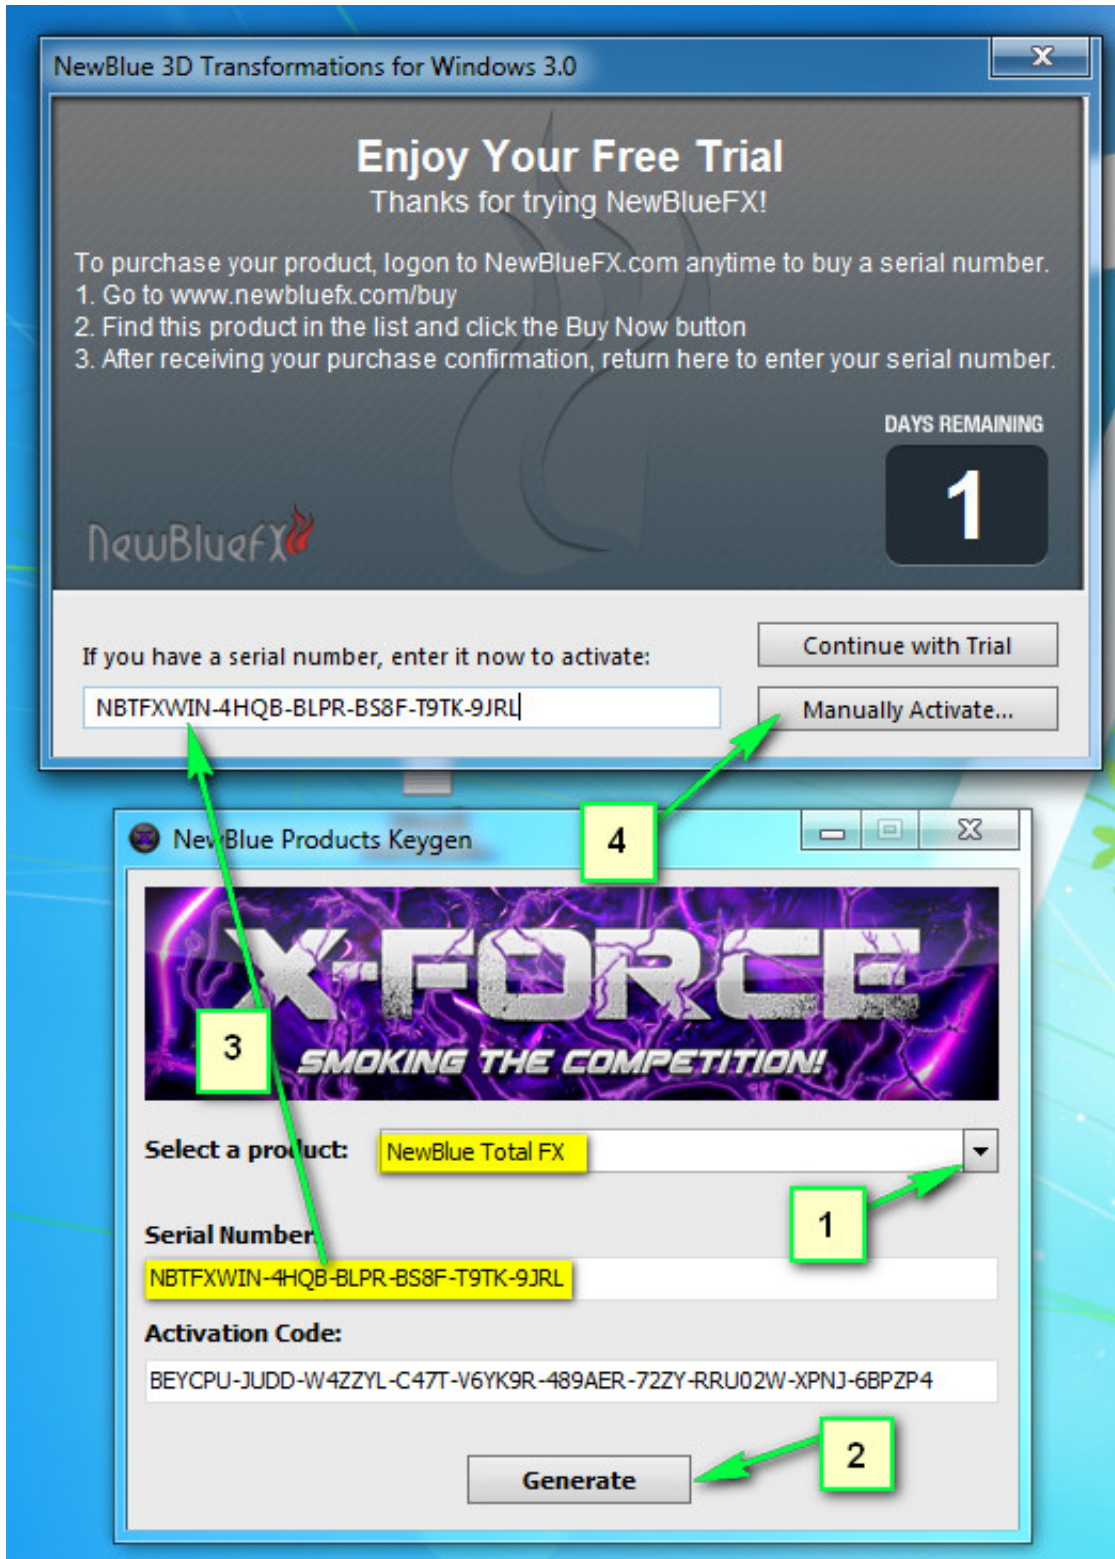 NewBlue 3D Transformations for Windows 3.0
Enjoy Your Free Trial
Thanks for trying NewBlueFX!
To purchase your product, logon to NewBlueFX.com anytime to buy a serial number.
1. Go to www.newbluefx.com/buy
2. Find this product in the list and click the Buy Now button
3. After receiving your purchase confirmation, return here to enter your serial number.
DAYS REMAINING
1
NewBlueFX
If you have a serial number, enter it now to activate:
Continue with Trial
NBTFXWIN-4HQB-BLPR-BS8F-T9TK-9JRL
Manually Activate...
4
NewBlue Products Keygen
X-FORCE
3
SMOKING THE COMPETITION!
Select a product:
NewBlue Total FX
1
Serial Number:
NBTFXWIN-4HQB-BLPR-BS8F-T9TK-9JRL
Activation Code:
BEYCPU-JUDD-W4ZZYL-C47T-V6YK9R-489AER-72ZY-RRU02W-XPNJ-6BPZP4
2
Generate